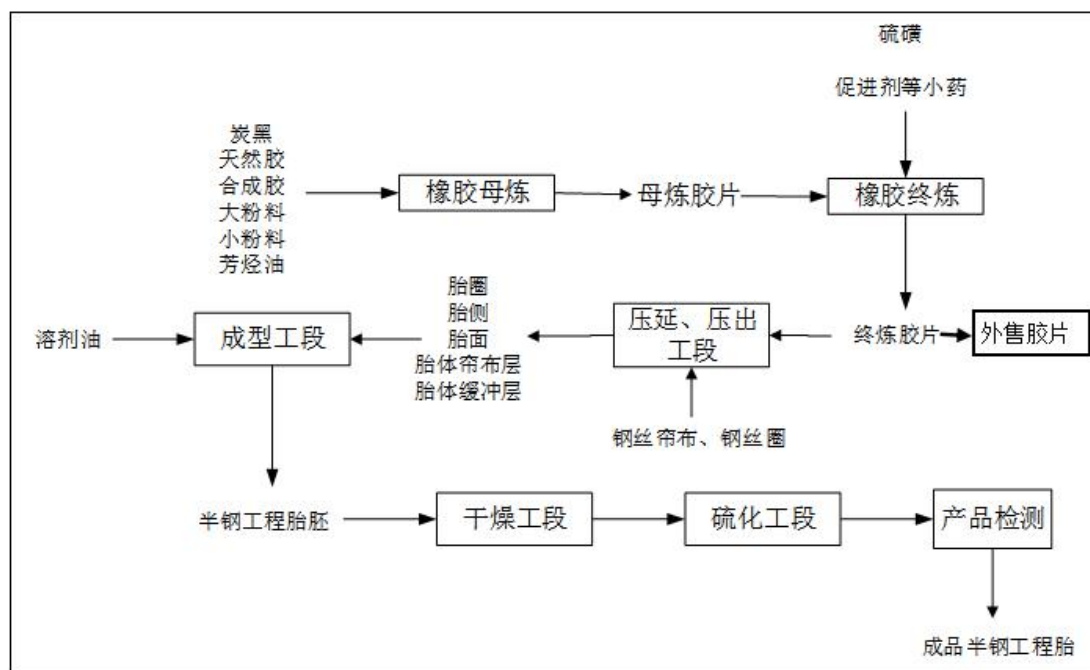 硫磺
促进剂等小药
炭黑
天然胶
合成胶
大粉料
小粉料
芳烃油
橡胶母炼
母炼胶片
橡胶终炼
溶剂油
成型工段
胎圈
胎侧
胎面
胎体帘布层
胎体缓冲层
压延、压出
工段
终炼胶片
外售胶片
钢丝帘布、钢丝圈
半钢工程胎胚
干燥工段
硫化工段
产品检测
成品半钢工程胎